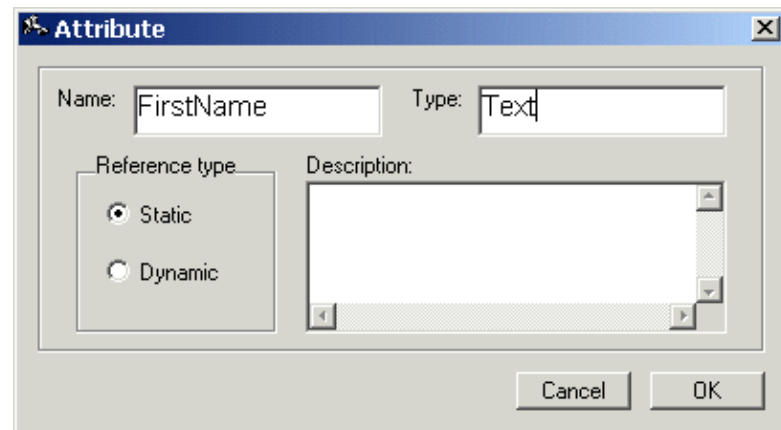 Attribute
Name: FirstName Type: Text
Reference type Description:
Static
Dynamic
Cancel OK